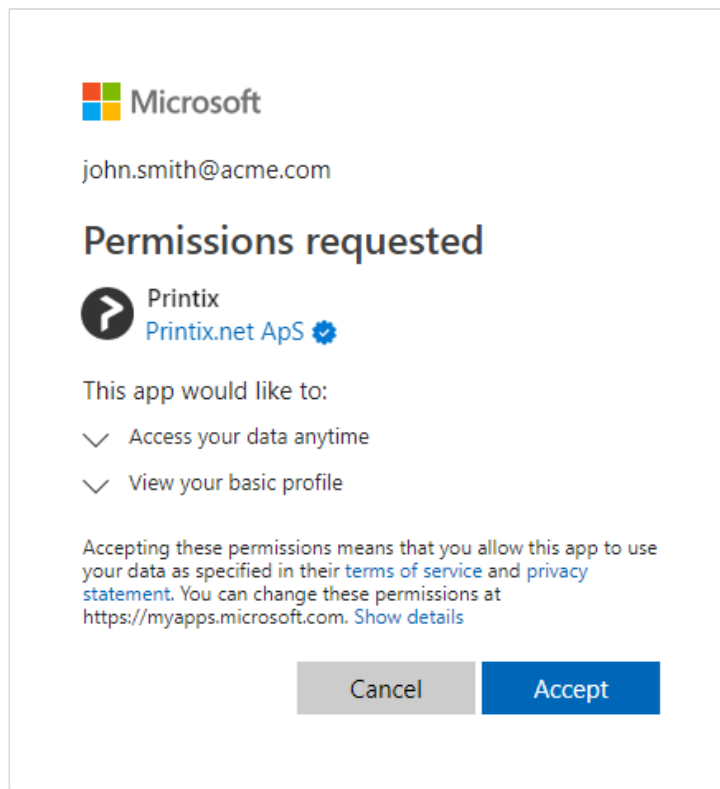 Microsoft
john.smith@acme.com
Permissions requested
Printix
Printix.net ApS
This app would like to:
Access your data anytime
View your basic profile
Accepting these permissions means that you allow this app to use
your data as specified in their terms of service and privacy
statement. You can change these permissions at
https://myapps.microsoft.com. Show details
Cancel Accept